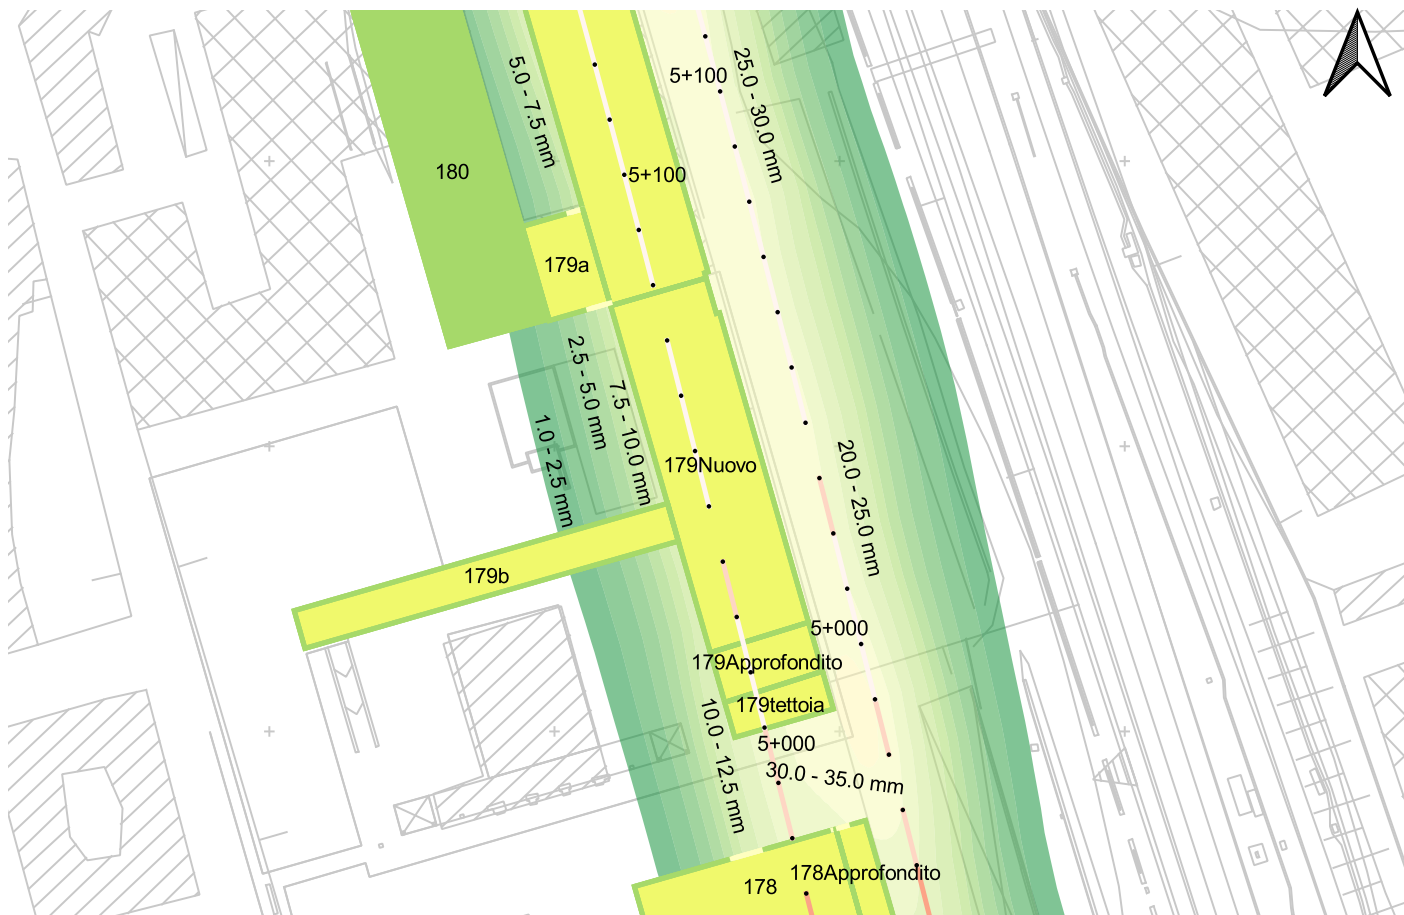 5.0 - 7.5 mm
5+100
25.0 - 30.0 mm
180
5+100
179a
2.5 - 5.0 mm
7.5 - 10.0 mm
1.0 - 2.5 mm
179Nuovo
20.0 - 25.0 mm
179b
5+000
179Approfondito
179tettoia
10.0 - 12.5 mm
5+000
30.0 - 35.0 mm
178Approfondito
178